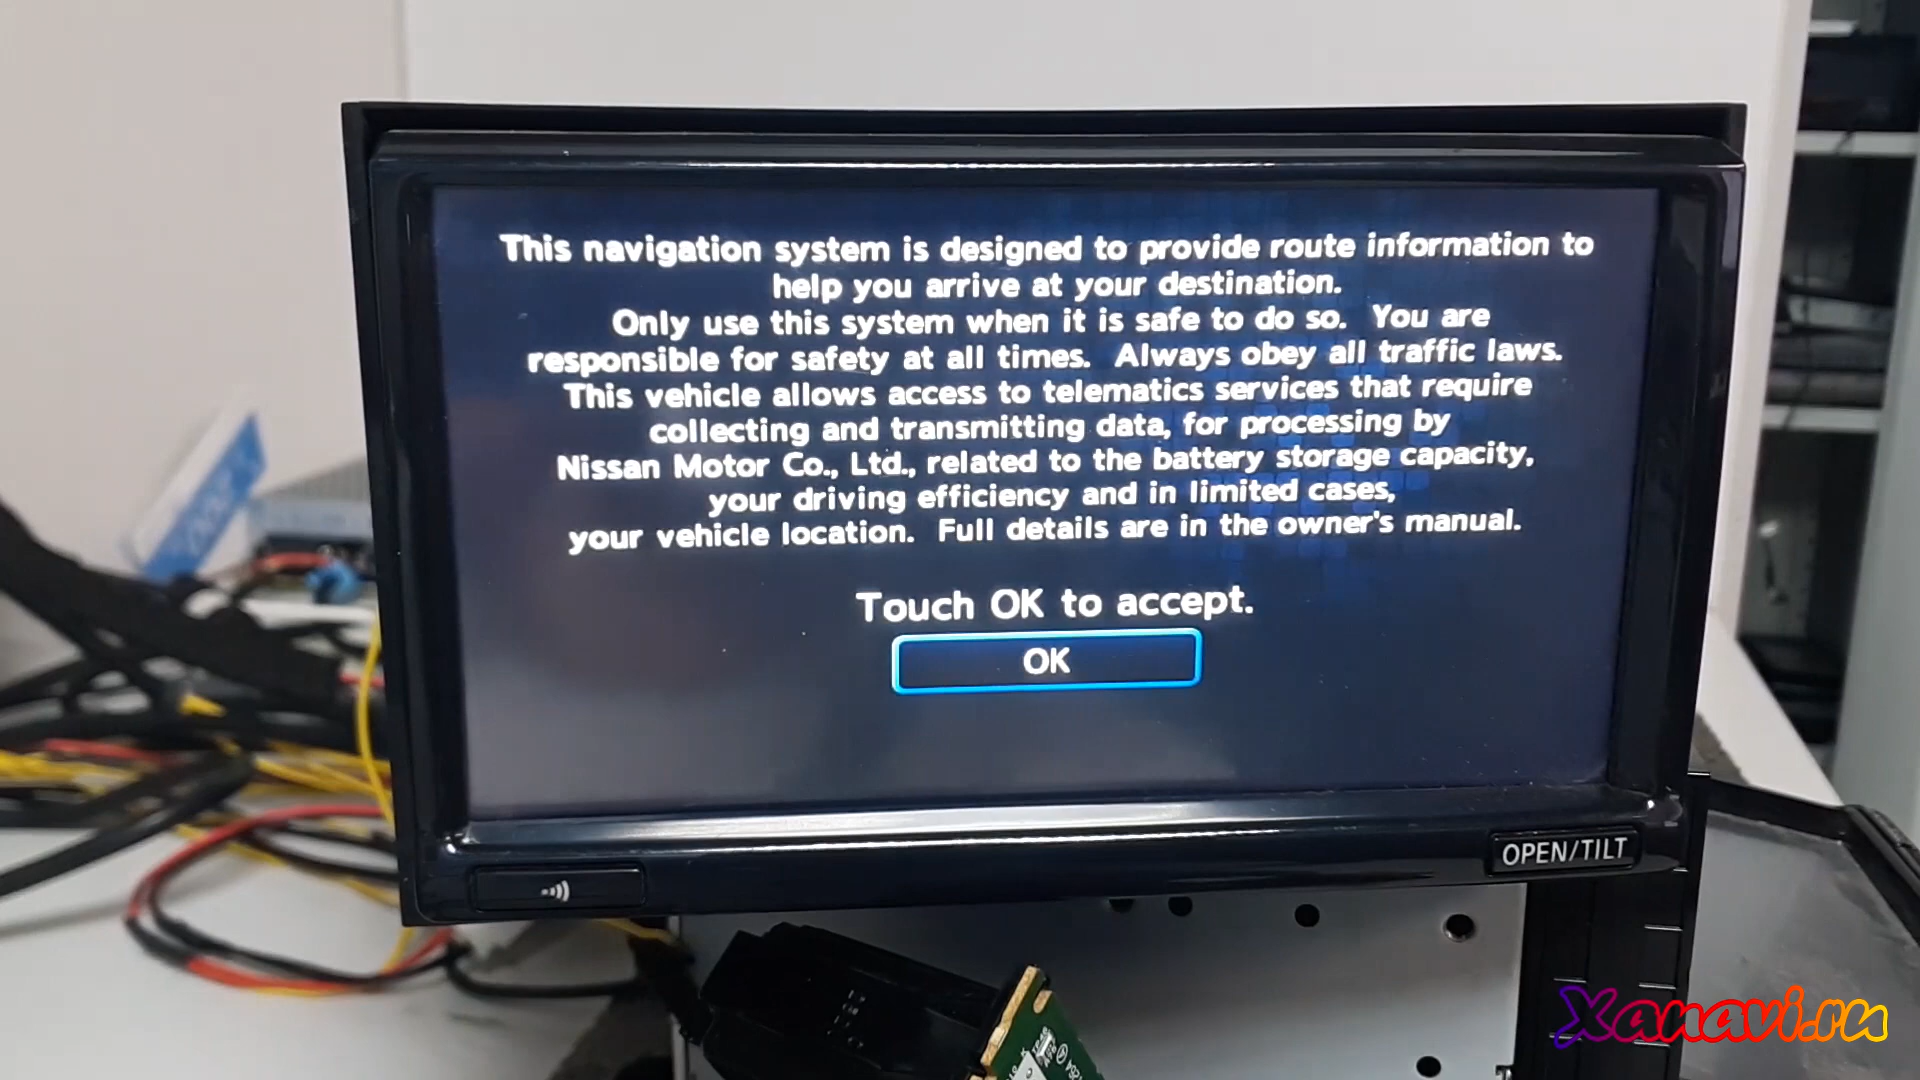 This navigation system is designed to provide route information to
help you arrive at your destination.
Only use this system when it is safe to do so. You are
responsible for safety at all times. Always obey all traffic laws.
This vehicle allows access to telematics services that require
collecting and transmitting data, for processing by
Nissan Motor Co., Ltd., related to the battery storage capacity,
your driving efficiency and in limited cases,
your vehicle location. Full details are in the owner's manual.
Touch OK to accept.
OK
OPEN/TILT
Xanavi.ru